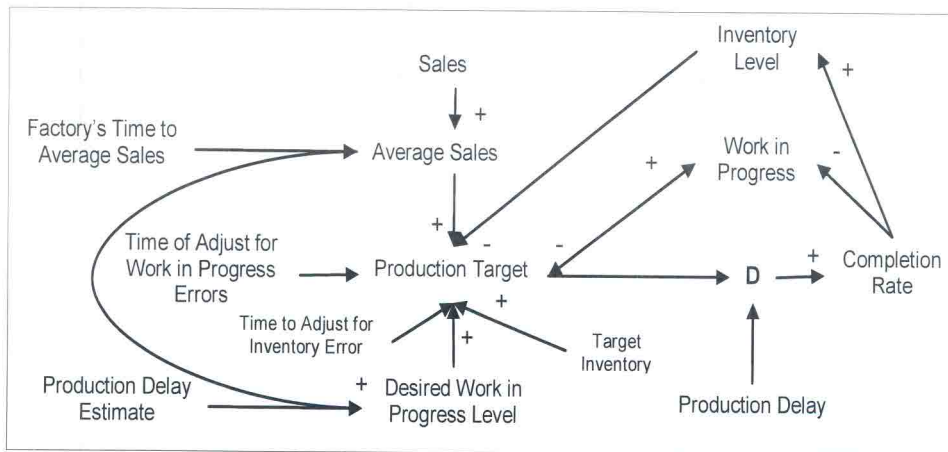 Inventory
Level
Sales
+
+
Factory's Time to
Average Sales
Average Sales
+
Work in
Progress
-
+
-
Time of Adjust for
Work in Progress
Errors
Production Target
-
D
+
Completion
Rate
+
Time to Adjust for
Inventory Error
+
Target
Inventory
Production Delay
Estimate
+
Desired Work in
Progress Level
Production Delay